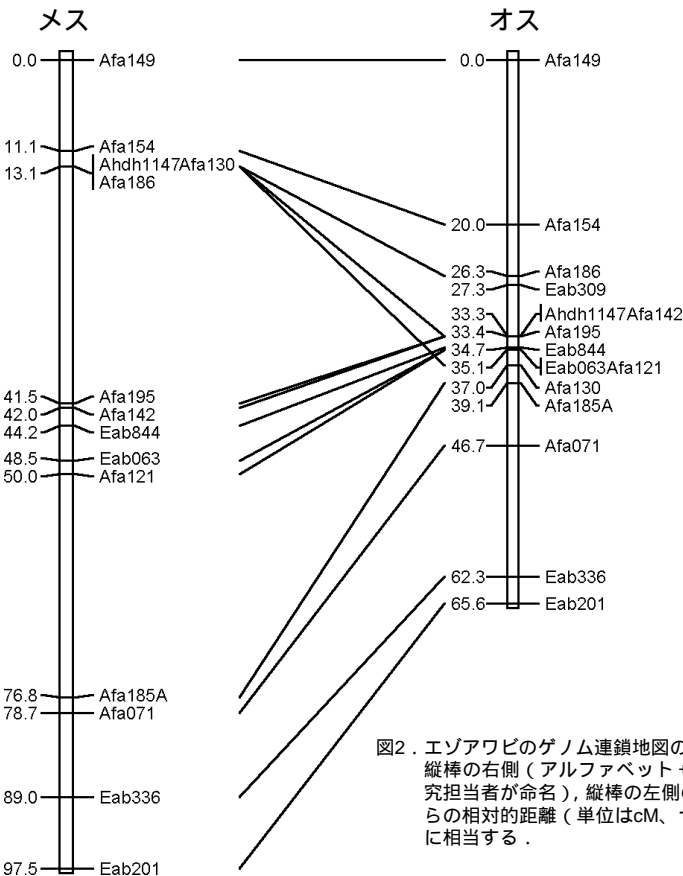 メス
オス
0.0 Afa149
11.1 Afa154
13.1 Ahdh1147Afa130
Afa186
41.5 Afa195
42.0 Afa142
44.2 Eab844
48.5 Eab063
50.0 Afa121
76.8 Afa185A
78.7 Afa071
89.0 Eab336
97.5 Eab201
0.0 Afa149
20.0 Afa154
26.3 Afa186
27.3 Eab309
33.3 Ahdh1147Afa142
33.4 Afa195
34.7 Eab844
35.1 Eab063Afa121
37.0 Afa130
39.1 Afa185A
46.7 Afa071
62.3 Eab336
65.6 Eab201
図2．エゾアワビのゲノム連鎖地図の
縦棒の右側（アルファベット＋
究担当者が命名）, 縦棒の左側
らの相対的距離（単位はcM、
に相当する．